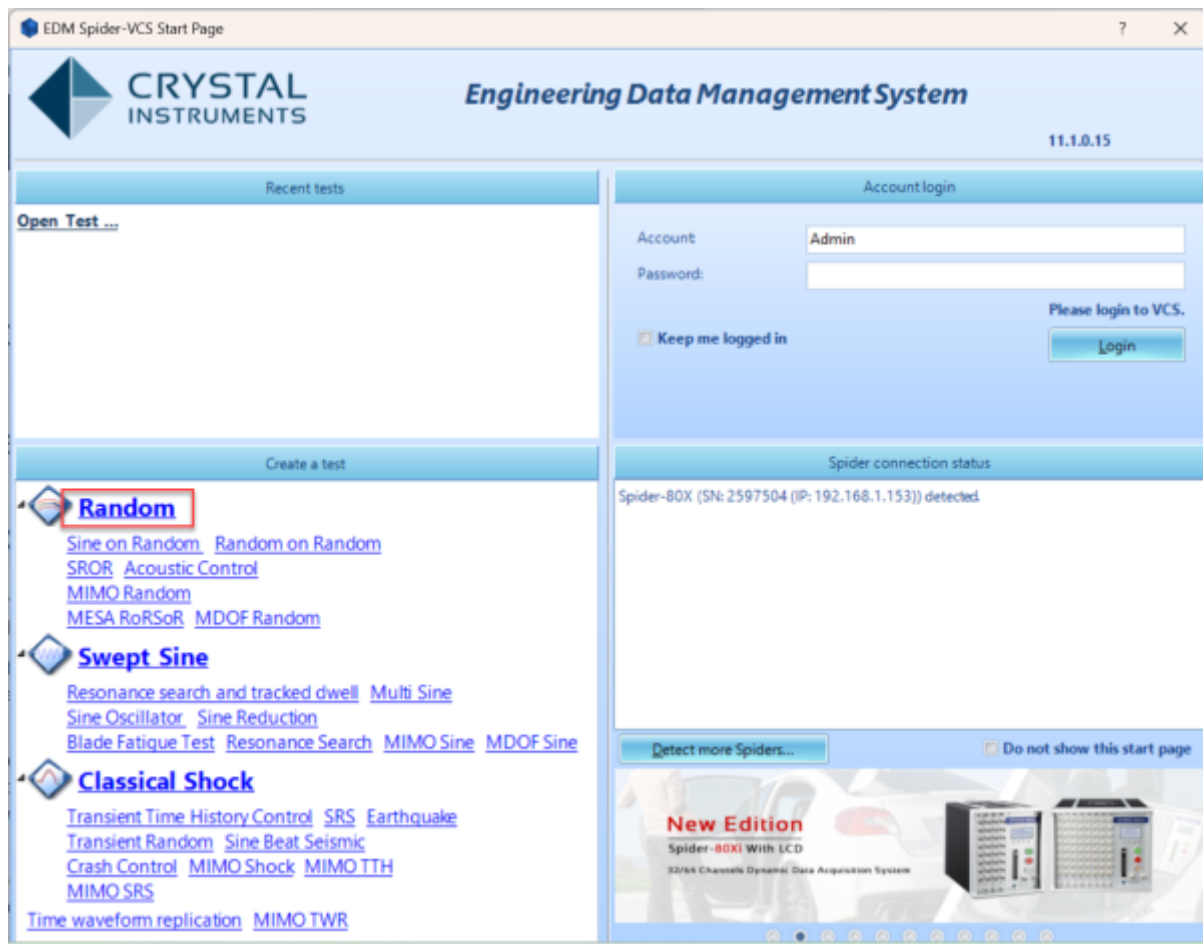 EDM Spider-VCS Start Page
?
CRYSTAL
INSTRUMENTS
Engineering Data Management System
11.1.0.15
Recent tests
Open Test ...
Account login
Account:
Admin
Password:
Please login to VCS.
Keep me logged in
Login
Create a test
Random
Sine on Random Random on Random
SROR Acoustic Control
MIMO Random
MESA RoRSoR MDOF Random
Swept Sine
Resonance search and tracked dwell Multi Sine
Sine Oscillator Sine Reduction
Blade Fatigue Test Resonance Search MIMO Sine MDOF Sine
Classical Shock
Transient Time History Control SRS Earthquake
Transient Random Sine Beat Seismic
Crash Control MIMO Shock MIMO TTH
MIMO SRS
Time waveform replication MIMO TWR
Spider connection status
Spider-80X (SN: 2597504 (IP: 192.168.1.153)) detected.
Detect more Spiders...
Do not show this start page
New Edition
Spider-80Xi With LCD
32/64 Channels Dynamic Data Acquisition System